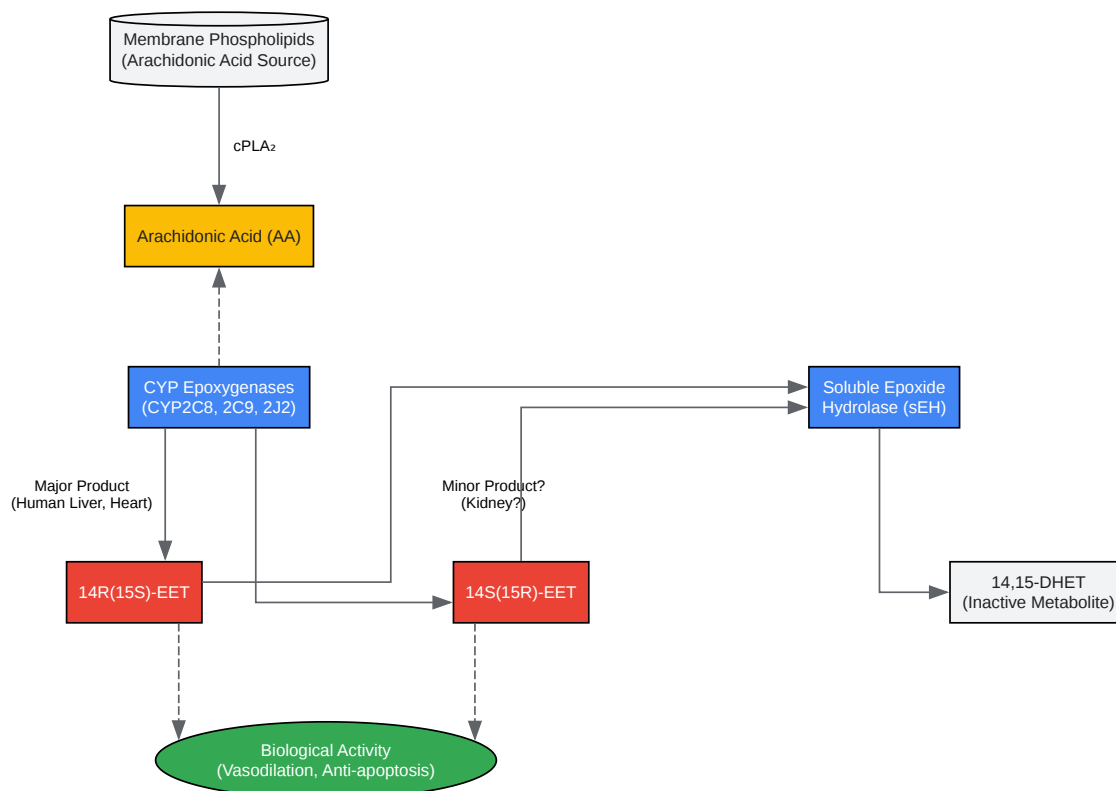 Membrane Phospholipids
(Arachidonic Acid Source)
cPLA₂
Arachidonic Acid (AA)
CYP Epoxygenases
(CYP2C8, 2C9, 2J2)
Soluble Epoxide
Hydrolase (sEH)
Major Product
(Human Liver, Heart)
Minor Product?
(Kidney?)
14R(15S)-EET
14S(15R)-EET
14,15-DHET
(Inactive Metabolite)
Biological Activity
(Vasodilation, Anti-apoptosis)